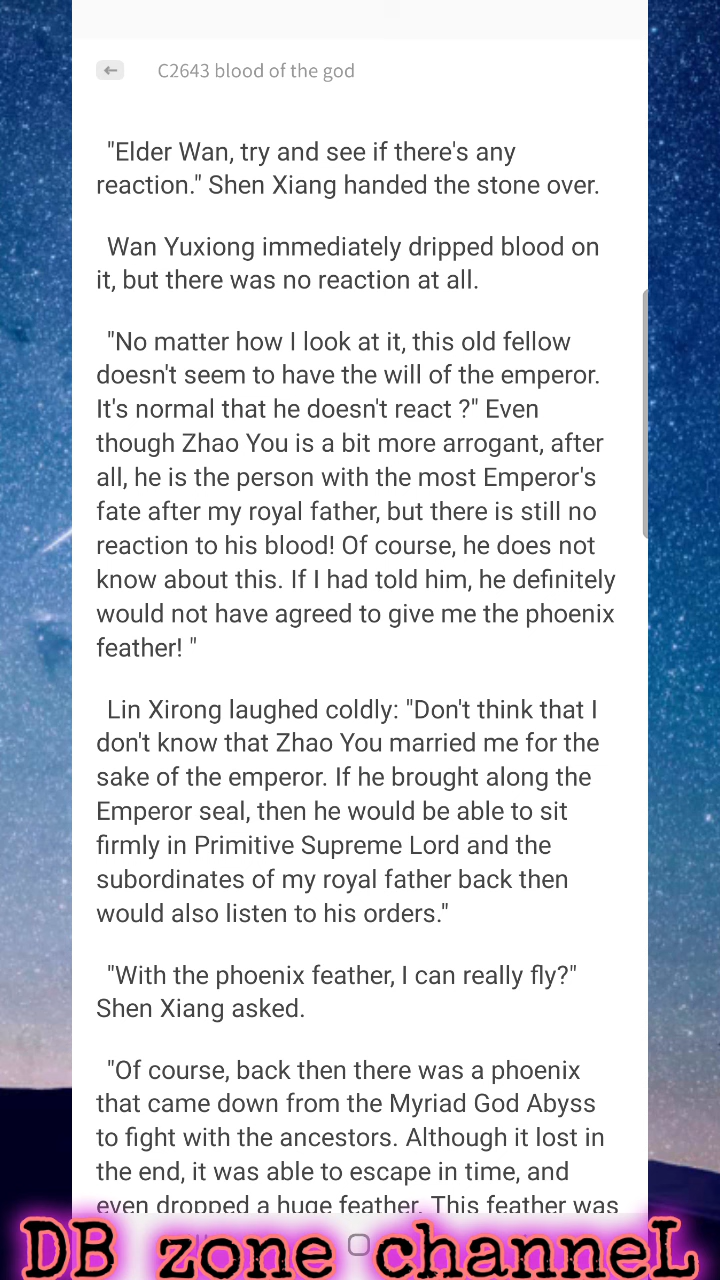 C2643 blood of the god
"Elder Wan, try and see if there's any
reaction." Shen Xiang handed the stone over.
Wan Yuxiong immediately dripped blood on
it, but there was no reaction at all.
"No matter how I look at it, this old fellow
doesn't seem to have the will of the emperor.
It's normal that he doesn't react ?" Even
though Zhao You is a bit more arrogant, after
all, he is the person with the most Emperor's
fate after my royal father, but there is still no
reaction to his blood! Of course, he does not
know about this. If I had told him, he definitely
would not have agreed to give me the phoenix
feather! "
Lin Xirong laughed coldly: "Don't think that I
don't know that Zhao You married me for the
sake of the emperor. If he brought along the
Emperor seal, then he would be able to sit
firmly in Primitive Supreme Lord and the
subordinates of my royal father back then
would also listen to his orders."
"With the phoenix feather, I can really fly?"
Shen Xiang asked.
"Of course, back then there was a phoenix
that came down from the Myriad God Abyss
to fight with the ancestors. Although it lost in
the end, it was able to escape in time, and
even dropped a huge feather. This feather was
DB zone channeL